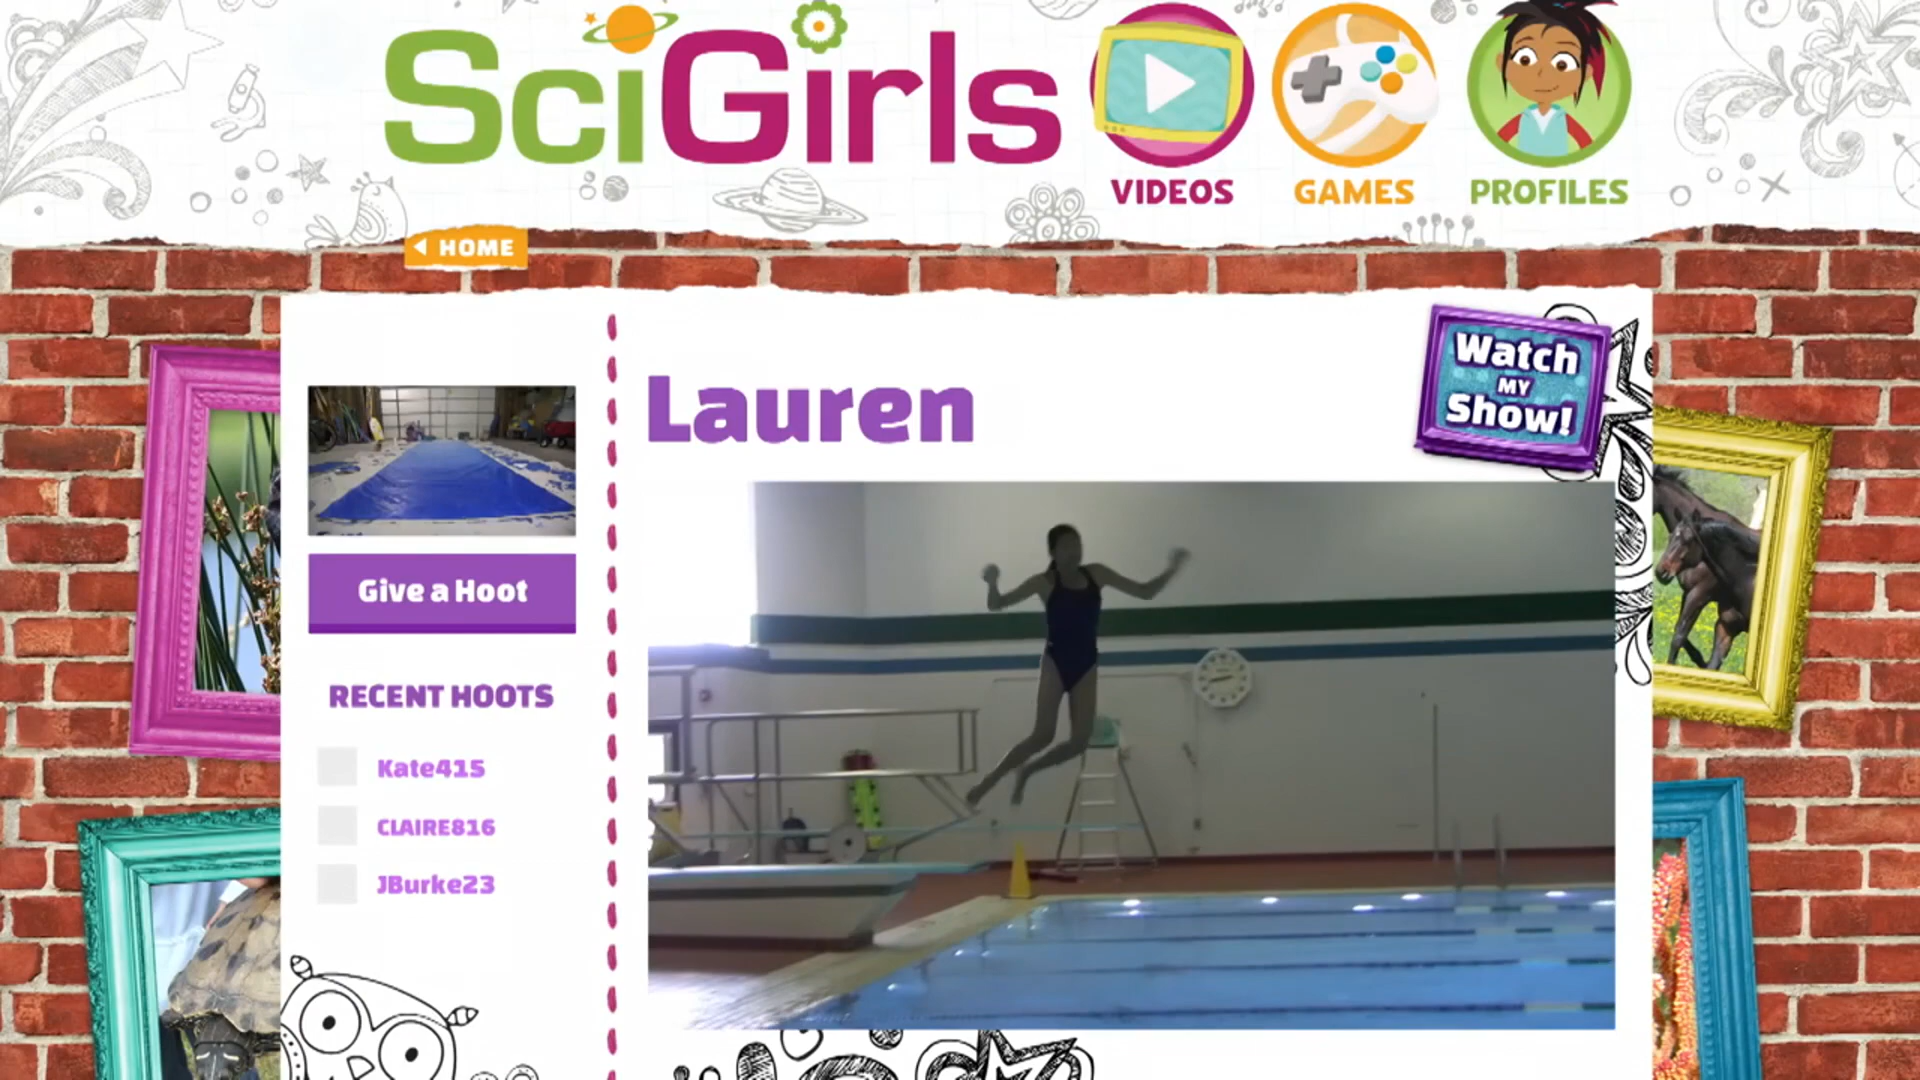 SciGirls
VIDEOS
GAMES
PROFILES
HOME
Lauren
Watch
MY
Show!
Give a Hoot
RECENT HOOTS
Kate415
CLAIRE816
JBurke23